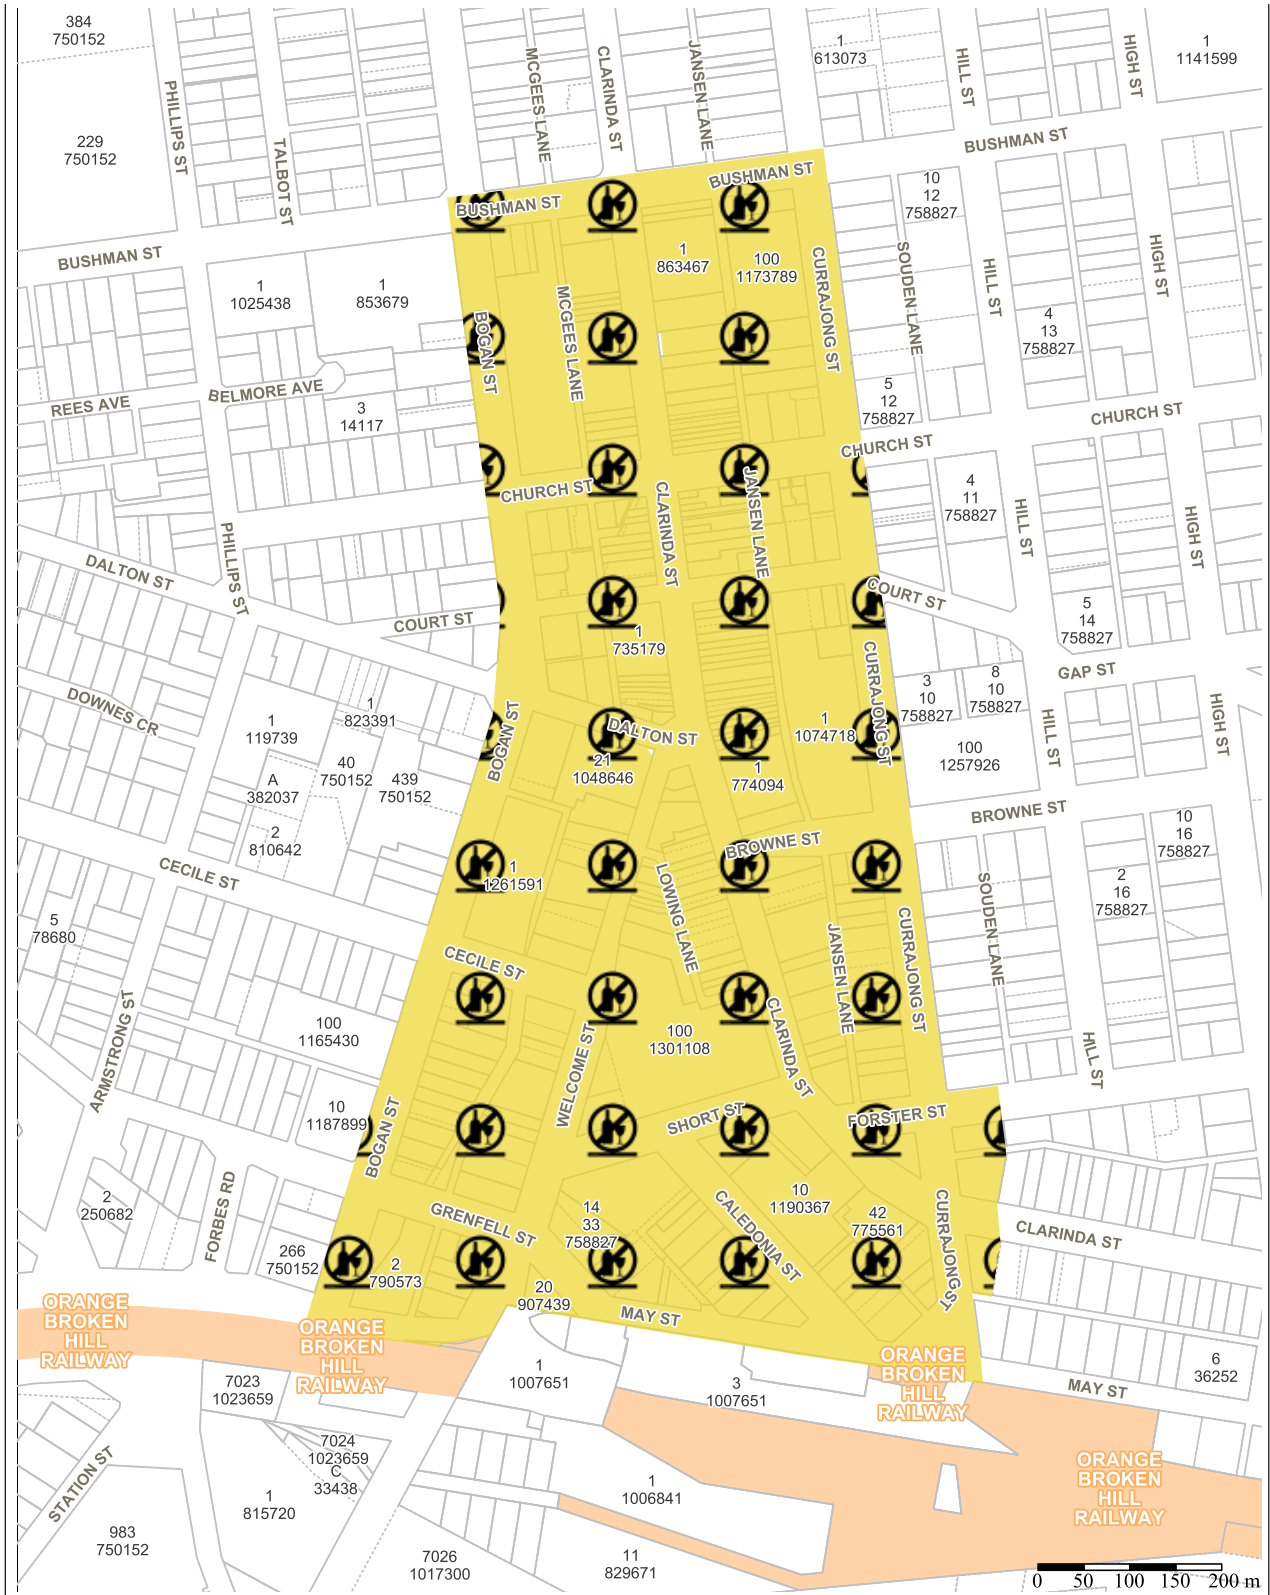 384
750152
1
613073
1
1141599
PHILLIPS ST
MCGEES LANE
CLARINDA ST
JANSEN LANE
HILL ST
HIGH ST
229
750152
TALBOT ST
BUSHMAN ST
BUSHMAN ST
BUSHMAN ST
10
12
758827
BUSHMAN ST
1
1025438
1
853679
1
863467
100
1173789
CURRAJONG ST
SOUDEN LANE
HILL ST
HIGH ST
MCGEES LANE
BOGAN ST
4
13
758827
REES AVE
BELMORE AVE
3
14117
5
12
758827
CHURCH ST
CHURCH ST
CHURCH ST
CLARINDA ST
JANSEN LANE
4
11
758827
HILL ST
HIGH ST
DALTON ST
PHILLIPS ST
COURT ST
COURT ST
1
735179
5
14
758827
GAP ST
CURRAJONG ST
3
10
758827
8
10
758827
DOWNES CR
1
119739
1
823391
BOGAN ST
DALTON ST
1
1074718
HILL ST
HIGH ST
A
382037
40
750152
439
750152
21
1048646
1
774094
100
1257926
2
810642
BROWNE ST
BROWNE ST
10
16
758827
CECILE ST
1
1261591
LOWING LANE
SOUDEN LANE
2
16
758827
5
78680
CECILE ST
JANSEN LANE
CURRAJONG ST
ARMSTRONG ST
100
1165430
WELCOME ST
100
1301108
CLARINDA ST
HILL ST
10
1187899
BOGAN ST
SHORT ST
FORSTER ST
2
250682
FORBES RD
GRENFELL ST
14
33
758827
CALEDONIA ST
10
1190367
42
775561
CURRAJONG ST
CLARINDA ST
266
750152
2
790573
20
907439
MAY ST
ORANGE
BROKEN
HILL
RAILWAY
ORANGE
BROKEN
HILL
RAILWAY
ORANGE
BROKEN
HILL
RAILWAY
7023
1023659
1
1007651
3
1007651
6
36252
MAY ST
7024
1023659
C
33438
STATION ST
1
815720
1
1006841
ORANGE
BROKEN
HILL
RAILWAY
983
750152
7026
1017300
11
829671
0 50 100 150 200 m